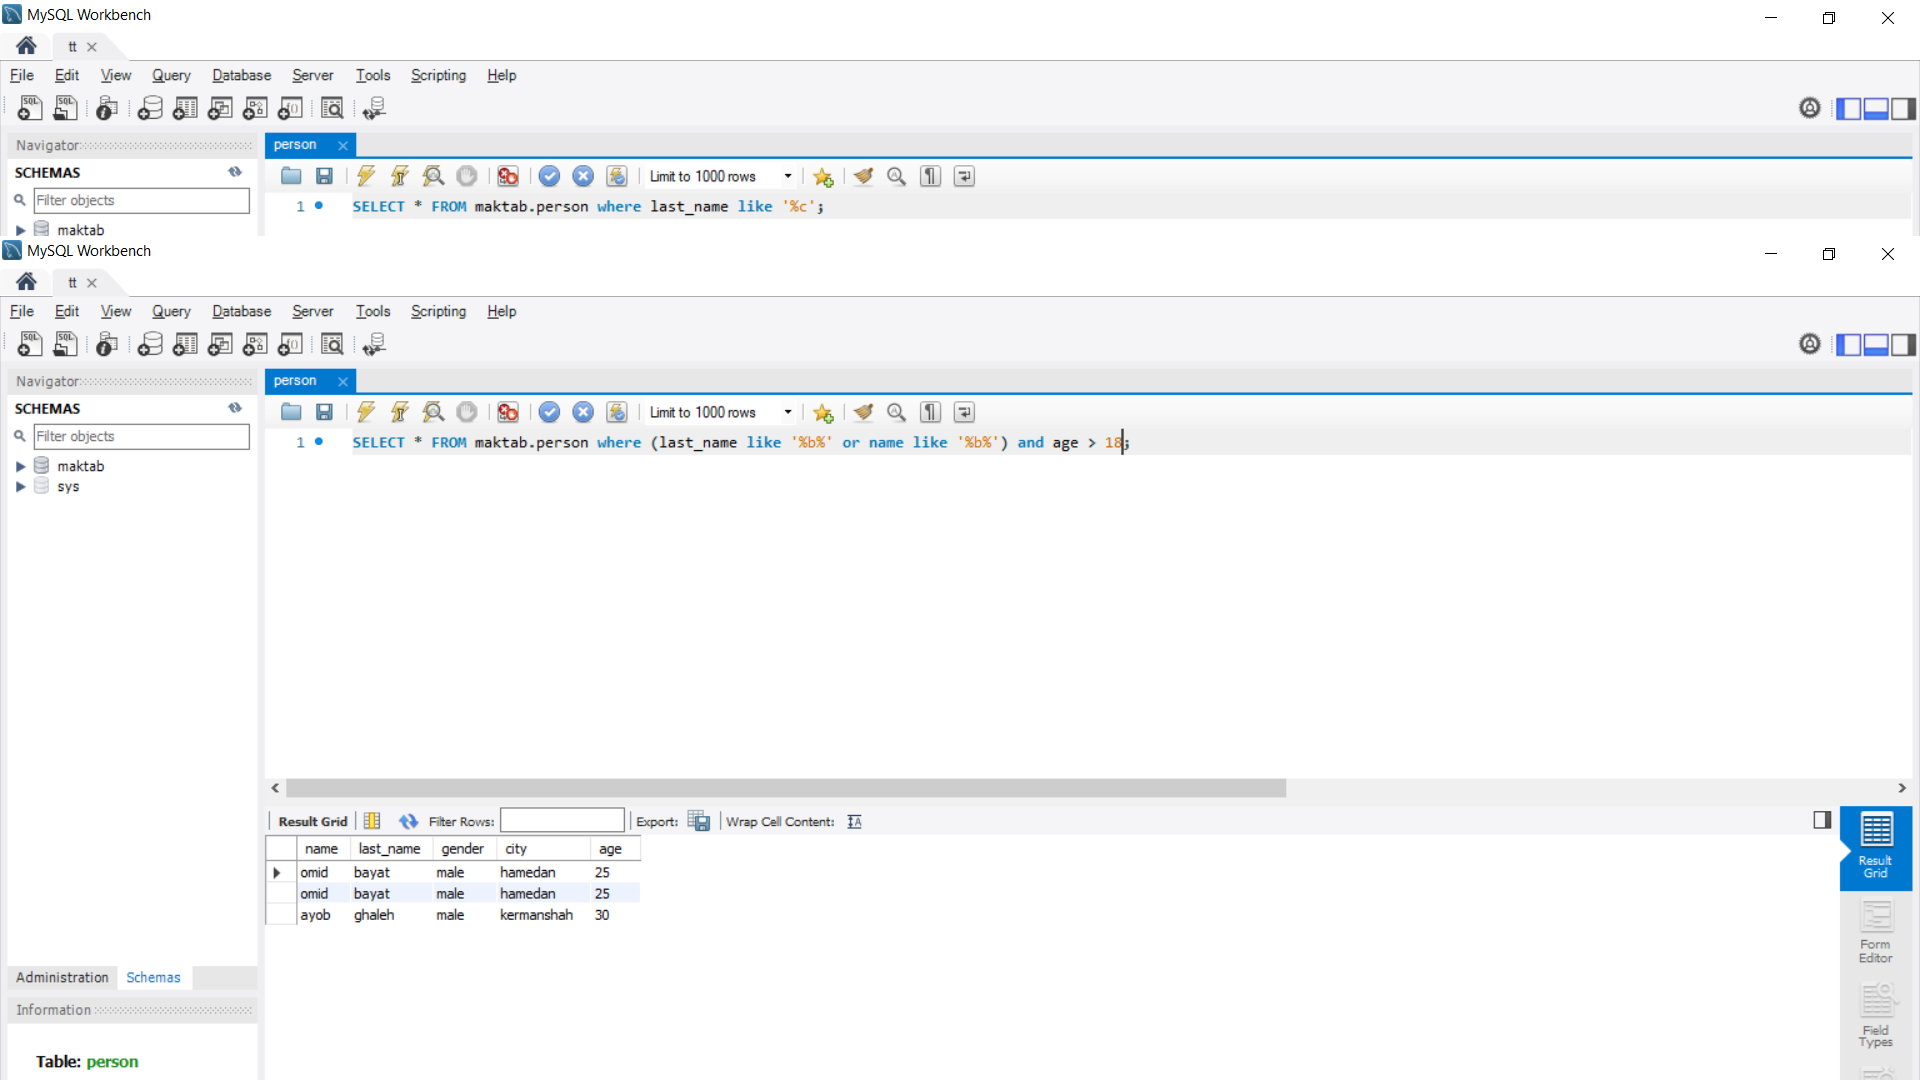 MySQL Workbench
tt
File Edit View Query Database Server Tools Scripting Help
Navigator
person
SCHEMAS
Limit to 1000 rows
Filter objects
1 SELECT * FROM maktab.person where last_name like '%c';
maktab
MySQL Workbench
tt
File Edit View Query Database Server Tools Scripting Help
Navigator
person
SCHEMAS
Limit to 1000 rows
Filter objects
1 SELECT * FROM maktab.person where (last_name like '%b%' or name like '%b%') and age > 18;
maktab
sys
Result Grid Filter Rows: Export: Wrap Cell Content:
name last_name gender city age
omid bayat male hamedan 25
omid bayat male hamedan 25
ayob ghaleh male kermanshah 30
Result
Grid
Form
Editor
Field
Types
Administration Schemas
Information
Table: person